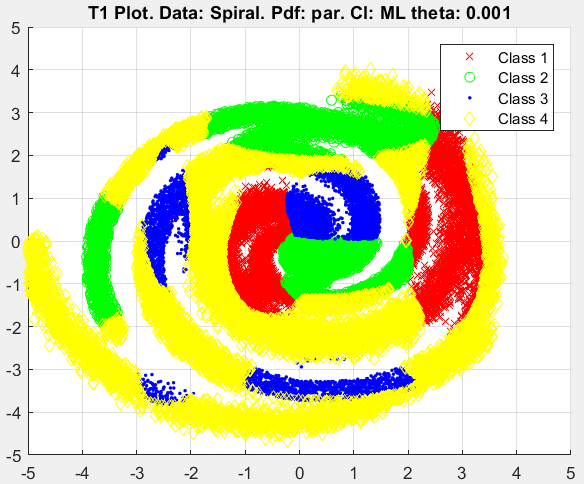 T1 Plot. Data: Spiral. Pdf: par. Cl: ML theta: 0.001
Class 1
Class 2
Class 3
Class 4
5
4
3
2
1
0
-1
-2
-3
-4
-5
-5 -4 -3 -2 -1 0 1 2 3 4 5